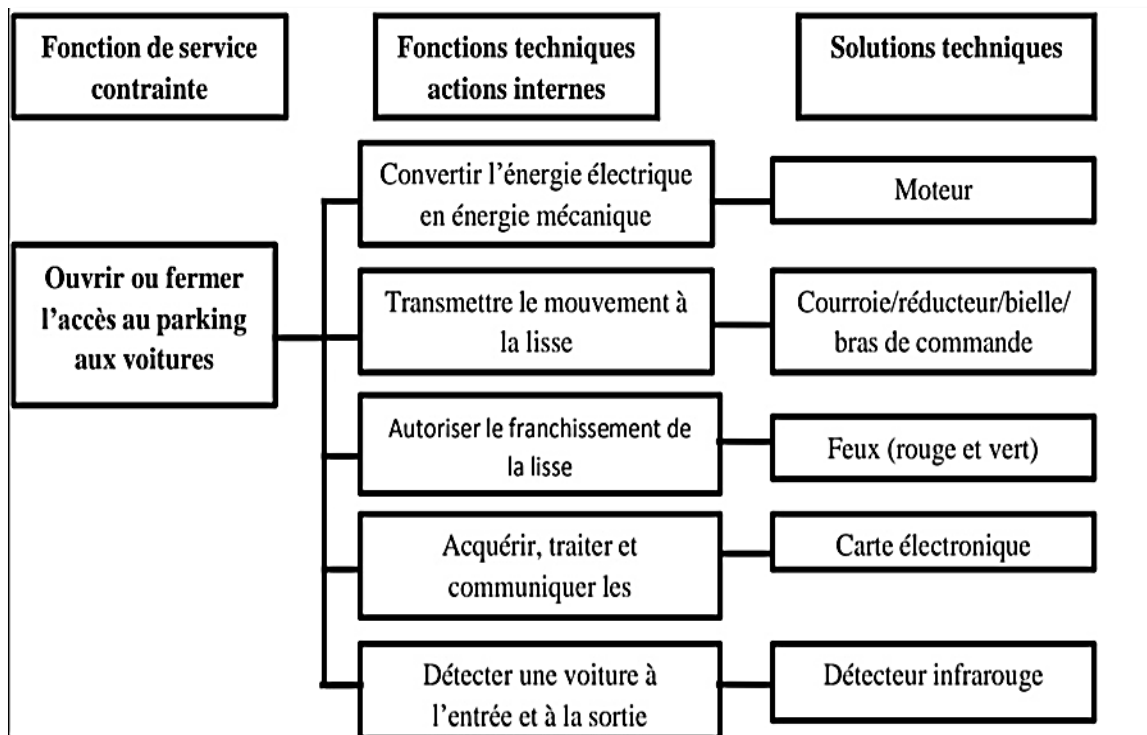 Fonction de service
contrainte
Fonctions techniques
actions internes
Solutions techniques
Ouvrir ou fermer
l'accès au parking
aux voitures
Convertir l'énergie électrique
en énergie mécanique
Moteur
Transmettre le mouvement à
la lisse
Courroie/réducteur/bielle/
bras de commande
Autoriser le franchissement de
la lisse
Feux (rouge et vert)
Acquérir, traiter et
communiquer les
Carte électronique
Détecter une voiture à
l'entrée et à la sortie
Détecteur infrarouge